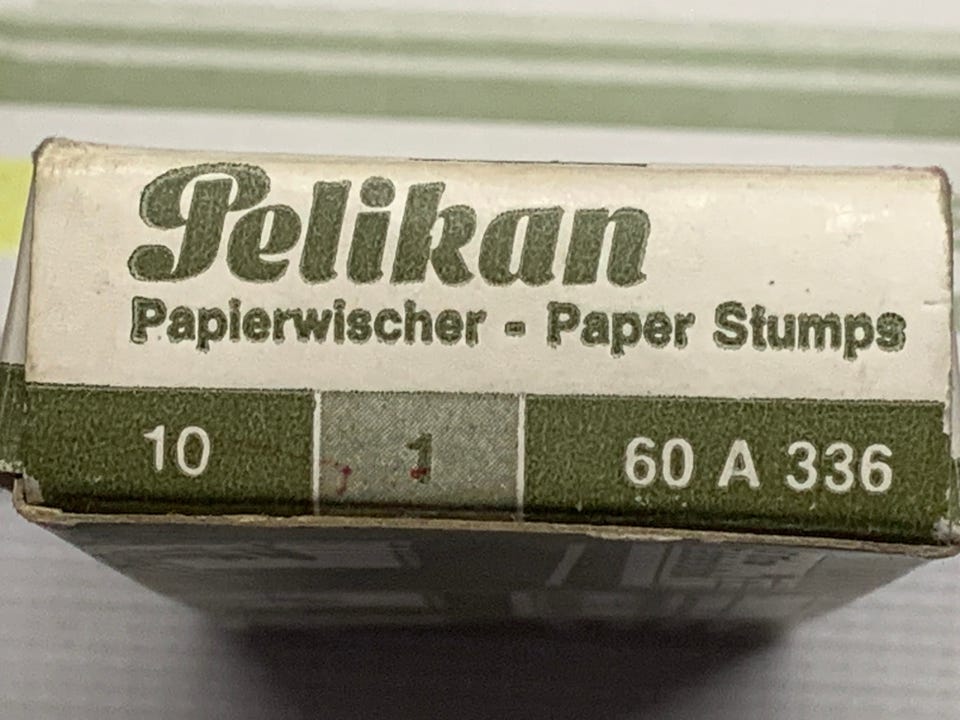 Pelikan
Papierwischer - Paper Stumps
10 1 60 A 336